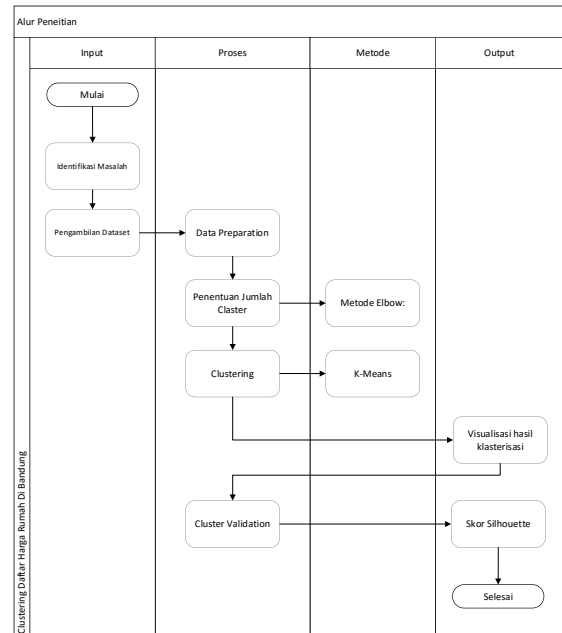 Alur Peneitian
Input
Proses
Metode
Output
Clustering Daftar Harga Rumah Di Bandung
Mulai
Identifikasi Masalah
Pengambilan Dataset
Data Preparation
Penentuan Jumlah
Claster
Metode Elbow:
Clustering
K-Means
Visualisasi hasil
klasterisasi
Cluster Validation
Skor Silhouette
Selesai